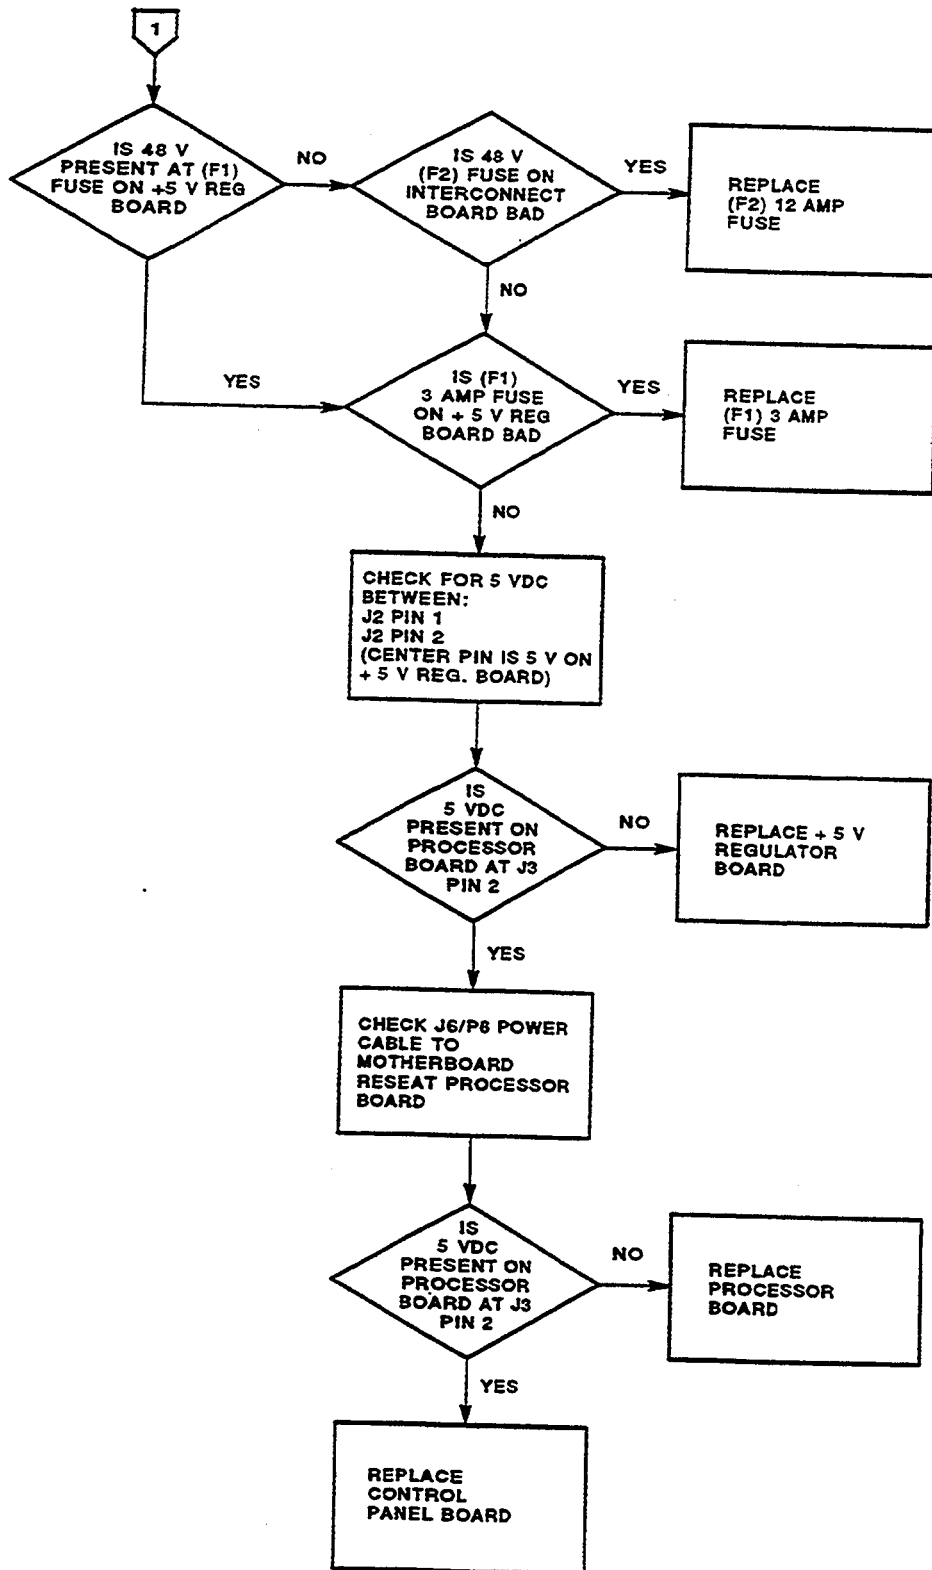 1
IS 48 V
PRESENT AT (F1)
FUSE ON +5 V REG
BOARD
NO
IS 48 V
(F2) FUSE ON
INTERCONNECT
BOARD BAD
YES
REPLACE
(F2) 12 AMP
FUSE
NO
YES
IS (F1)
3 AMP FUSE
ON + 5 V REG
BOARD BAD
YES
REPLACE
(F1) 3 AMP
FUSE
NO
CHECK FOR 5 VDC
BETWEEN:
J2 PIN 1
J2 PIN 2
(CENTER PIN IS 5 V ON
+ 5 V REG. BOARD)
IS
5 VDC
PRESENT ON
PROCESSOR
BOARD AT J3
PIN 2
NO
REPLACE + 5 V
REGULATOR
BOARD
YES
CHECK J6/P6 POWER
CABLE TO
MOTHERBOARD
RESEAT PROCESSOR
BOARD
IS
5 VDC
PRESENT ON
PROCESSOR
BOARD AT J3
PIN 2
NO
REPLACE
PROCESSOR
BOARD
YES
REPLACE
CONTROL
PANEL BOARD